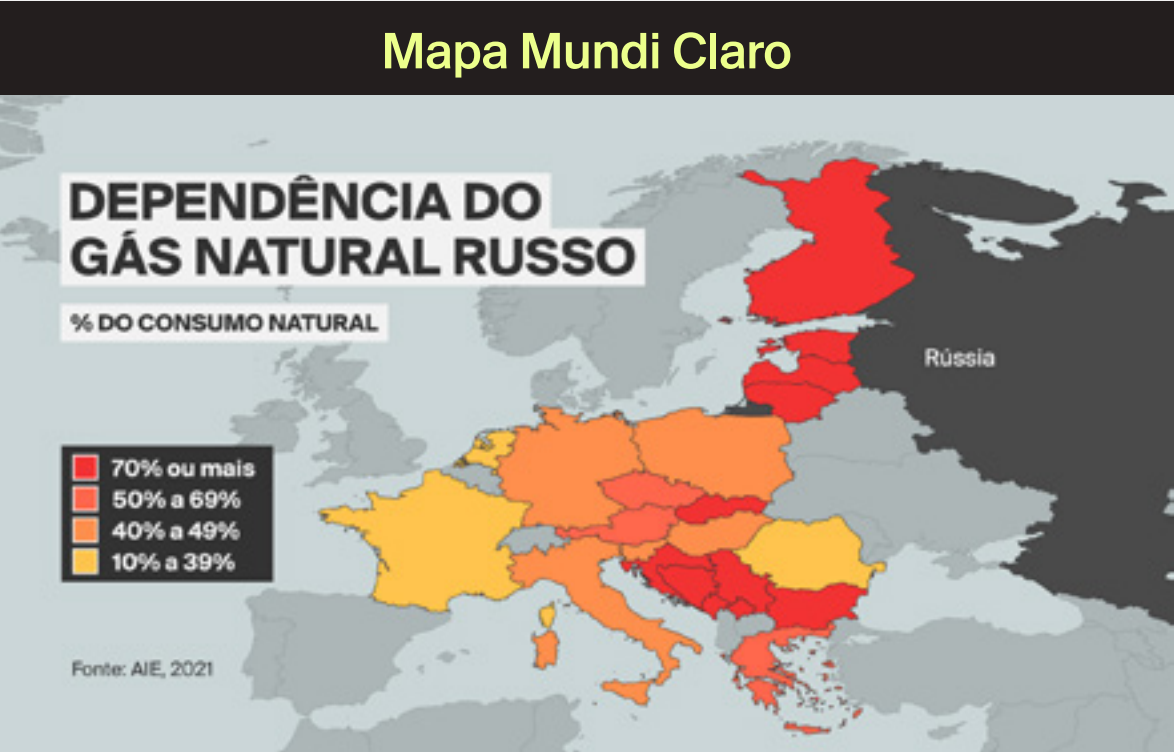 Mapa Mundi Claro
DEPENDÊNCIA DO
GÁS NATURAL RUSSO
% DO CONSUMO NATURAL
Rússia
70% ou mais
50% a 69%
40% a 49%
10% a 39%
Fonte: AIE, 2021